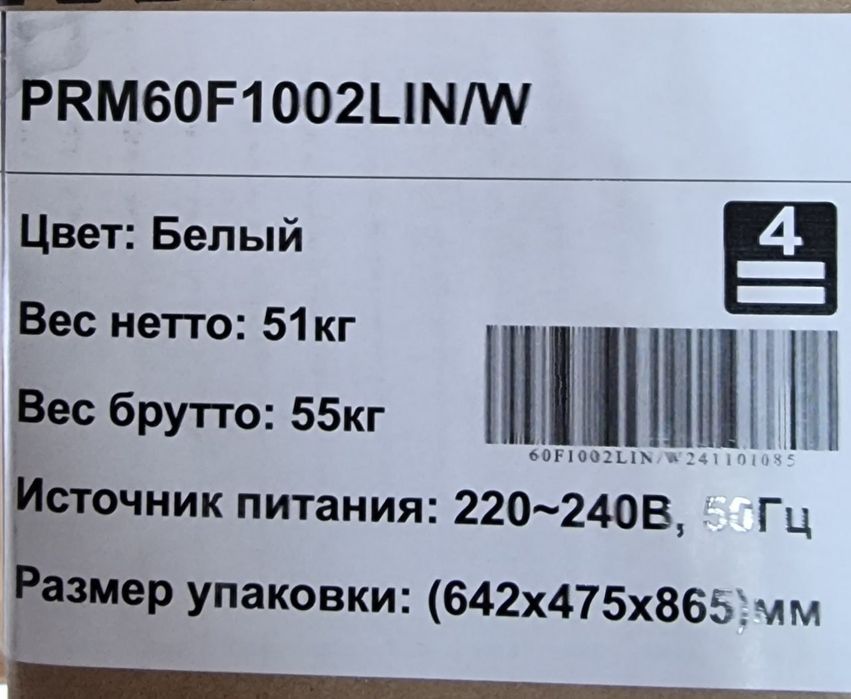 PRM60F1002LIN/W
Цвет: Белый
4
Вес нетто: 51кг
Вес брутто: 55кг
60F1002LIN/W241101085
Источник питания: 220~240В, 50Гц
Размер упаковки: (642x475x865)мм